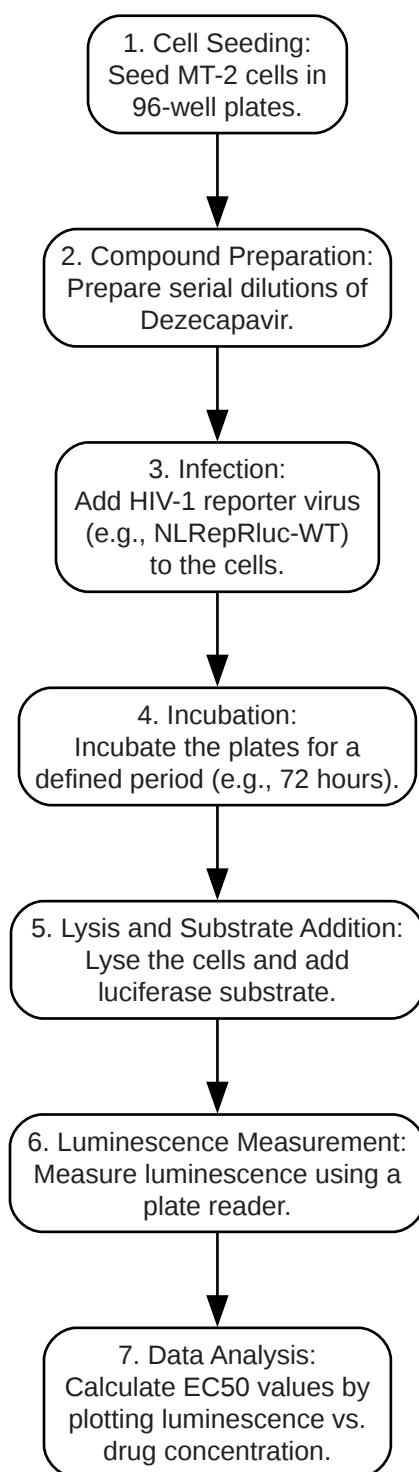 1. Cell Seeding:
Seed MT-2 cells in
96-well plates.
2. Compound Preparation:
Prepare serial dilutions of
Dezecapavir.
3. Infection:
Add HIV-1 reporter virus
(e.g., NLRepRluc-WT)
to the cells.
4. Incubation:
Incubate the plates for a
defined period (e.g., 72 hours).
5. Lysis and Substrate Addition:
Lyse the cells and add
luciferase substrate.
6. Luminescence Measurement:
Measure luminescence using a
plate reader.
7. Data Analysis:
Calculate EC50 values by
plotting luminescence vs.
drug concentration.